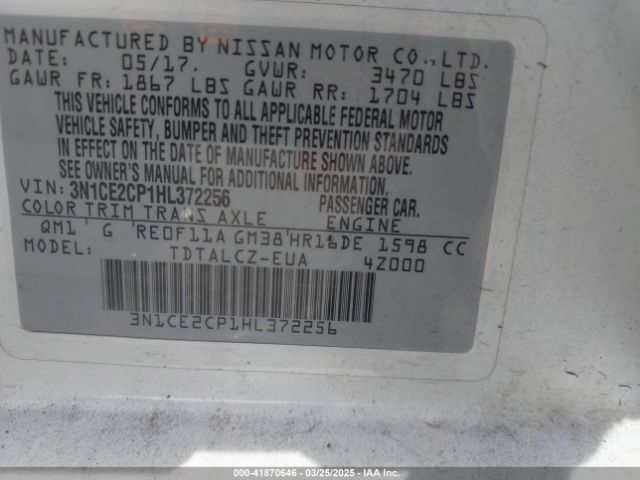 MANUFACTURED BY NISSAN MOTOR CO., LTD.
DATE: 05/17. GVWR: 3470 LBS
GAWR FR: 1867 LBS GAWR RR: 1704 LBS
THIS VEHICLE CONFORMS TO ALL APPLICABLE FEDERAL MOTOR
VEHICLE SAFETY, BUMPER AND THEFT PREVENTION STANDARDS
IN EFFECT ON THE DATE OF MANUFACTURE SHOWN ABOVE.
SEE OWNER'S MANUAL FOR ADDITIONAL INFORMATION.
VIN: 3N1CE2CP1HL372256 PASSENGER CAR.
COLOR TRIM TRANS AXLE ENGINE
QM1 G RE0F11A GM38 HR16DE 1598 CC
MODEL: TDTALCZ-EUA 4Z000
3N1CE2CP1HL372256
000-41870646 - 03/25/2025 - IAA Inc.